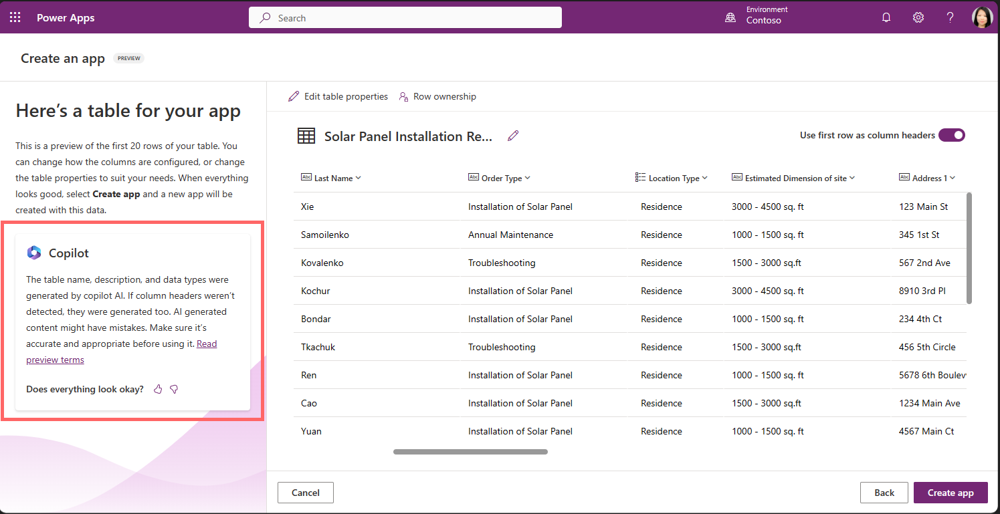 Power Apps
Search
Environment
Contoso
Create an app
PREVIEW
Here’s a table for your app
This is a preview of the first 20 rows of your table. You
can change how the columns are configured, or change
the table properties to suit your needs. When everything
looks good, select Create app and a new app will be
created with this data.
Copilot
The table name, description, and data types were
generated by copilot AI. If column headers weren’t
detected, they were generated too. AI generated
content might have mistakes. Make sure it’s
accurate and appropriate before using it. Read
preview terms
Does everything look okay?
Edit table properties Row ownership
Solar Panel Installation Re...
Use first row as column headers
Abc Last Name Abc Order Type Location Type Abc Estimated Dimension of site Abc Address 1
Xie Installation of Solar Panel Residence 3000 - 4500 sq. ft 123 Main St
Samoilenko Annual Maintenance Residence 1000 - 1500 sq. ft 345 1st St
Kovalenko Troubleshooting Residence 1500 - 3000 sq.ft 567 2nd Ave
Kochur Installation of Solar Panel Residence 3000 - 4500 sq. ft 8910 3rd Pl
Bondar Installation of Solar Panel Residence 1000 - 1500 sq. ft 234 4th Ct
Tkachuk Troubleshooting Residence 1500 - 3000 sq.ft 456 5th Circle
Ren Installation of Solar Panel Residence 1000 - 1500 sq. ft 5678 6th Boulev
Cao Installation of Solar Panel Residence 1500 - 3000 sq.ft 1234 Main Ave
Yuan Installation of Solar Panel Residence 1000 - 1500 sq. ft 4567 Main Ct
Cancel
Back
Create app